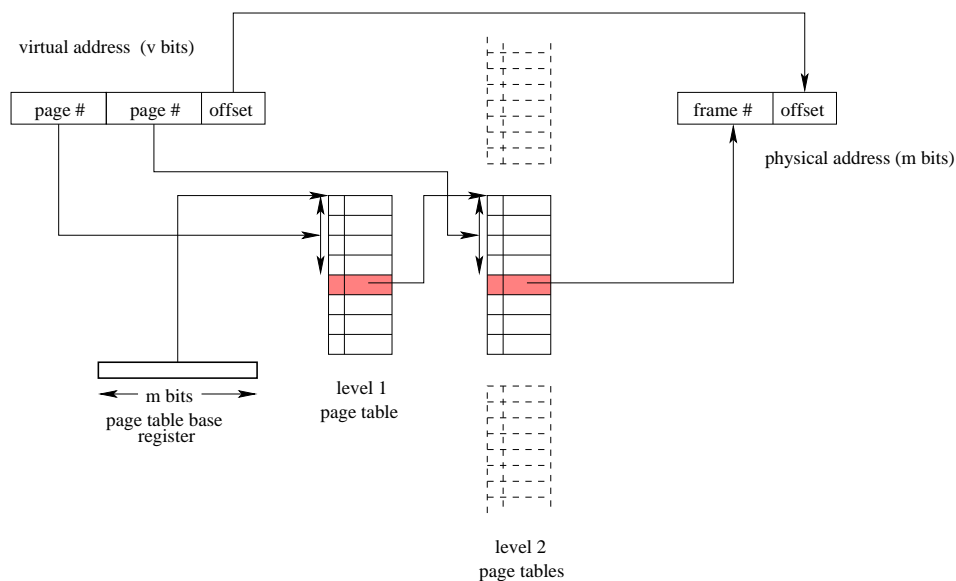 virtual address (v bits)
page #
page #
offset
frame #
offset
physical address (m bits)
m bits
page table base
register
level 1
page table
level 2
page tables